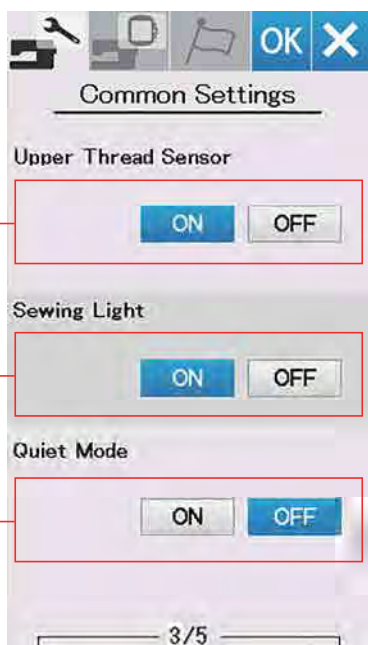 OK
Common Settings
Upper Thread Sensor
ON OFF
Sewing Light
ON OFF
Quiet Mode
ON OFF
3/5